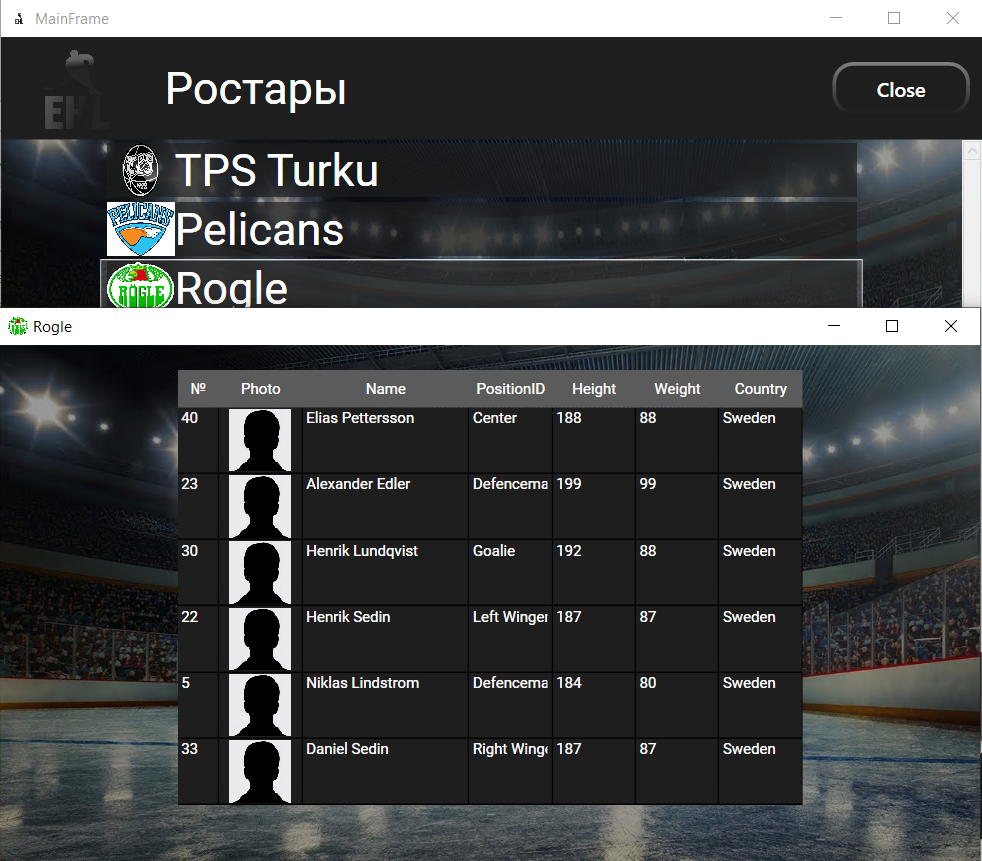 MainFrame
EHL
Ростары
Close
TPS Turku
PELICANS
Pelicans
ROGLE
Rogle
Rogle
№ Photo Name PositionID Height Weight Country
40 Elias Pettersson Center 188 88 Sweden
23 Alexander Edler Defencema 199 99 Sweden
30 Henrik Lundqvist Goalie 192 88 Sweden
22 Henrik Sedin Left Winger 187 87 Sweden
5 Niklas Lindstrom Defencema 184 80 Sweden
33 Daniel Sedin Right Winge 187 87 Sweden